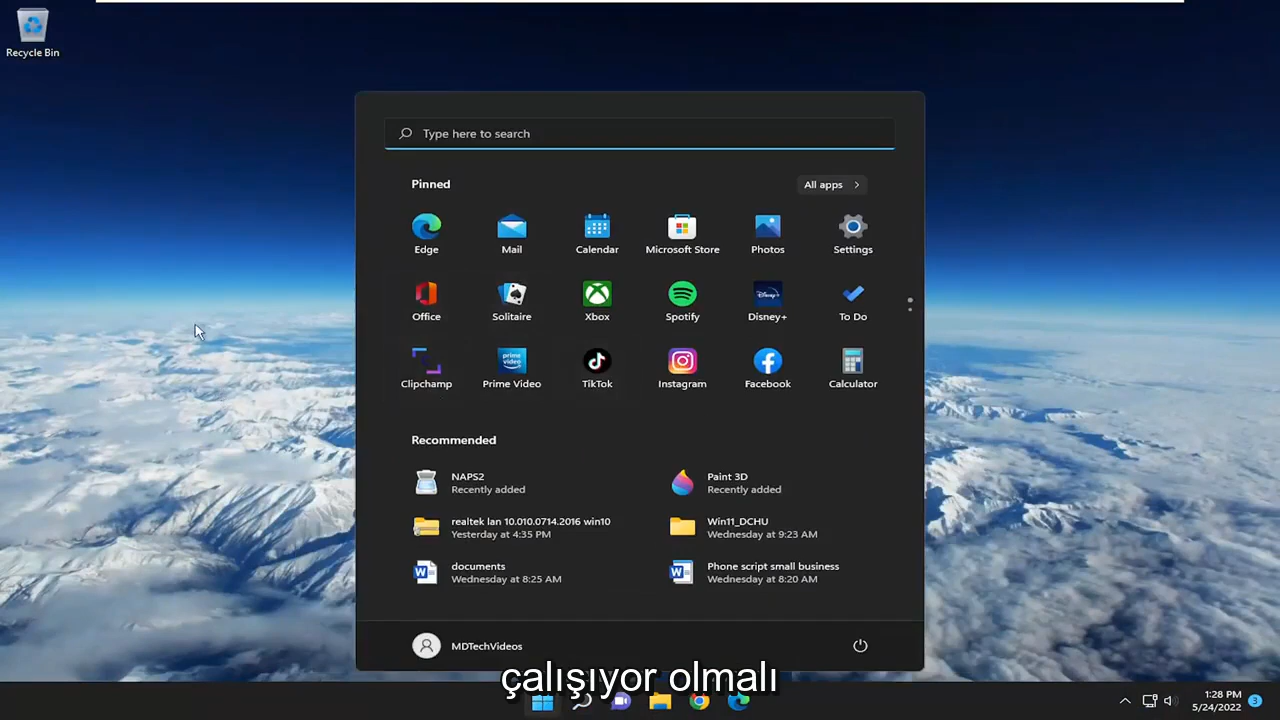 Recycle Bin
Type here to search
Pinned
All apps
Edge
Mail
Calendar
Microsoft Store
Photos
Settings
Office
Solitaire
Xbox
Spotify
Disney+
To Do
Clipchamp
prime video
Prime Video
TikTok
Instagram
Facebook
Calculator
Recommended
NAPS2
Recently added
Paint 3D
Recently added
realtek lan 10.010.0714.2016 win10
Yesterday at 4:35 PM
Win11_DCHU
Wednesday at 9:23 AM
documents
Wednesday at 8:25 AM
Phone script small business
Wednesday at 8:20 AM
MDTechVideos
çalışıyor olmalı
1:28 PM
5/24/2022
3